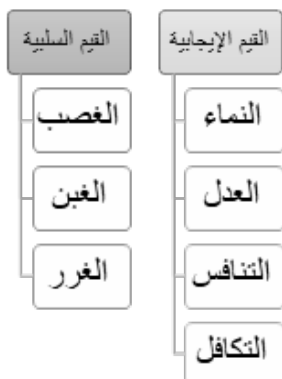 القيم الإيجابية
النماء
العدل
التنافس
التكافل
القيم السلبية
الغصب
الغبن
الغرر